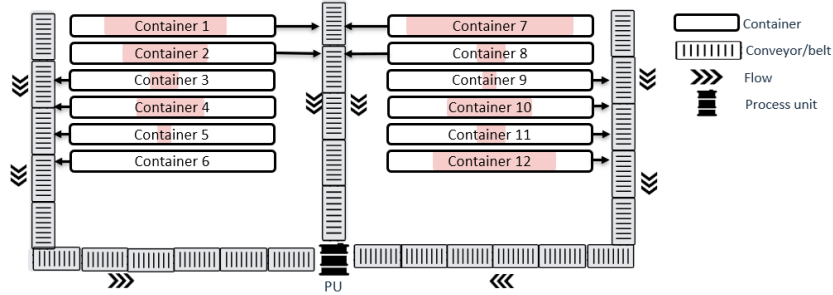 Container 1
Container 2
Container 3
Container 4
Container 5
Container 6
Container 7
Container 8
Container 9
Container 10
Container 11
Container 12
PU
Container
Conveyor/belt
Flow
Process unit